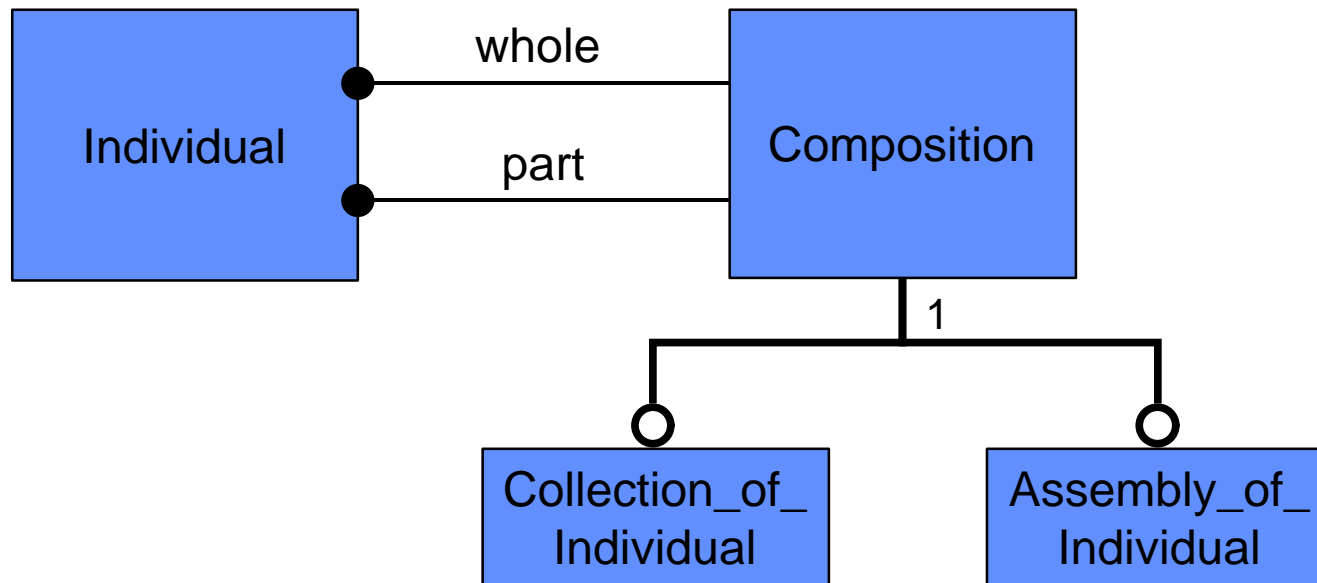 whole
Individual
Composition
part
1
Collection_of_
Individual
Assembly_of_
Individual